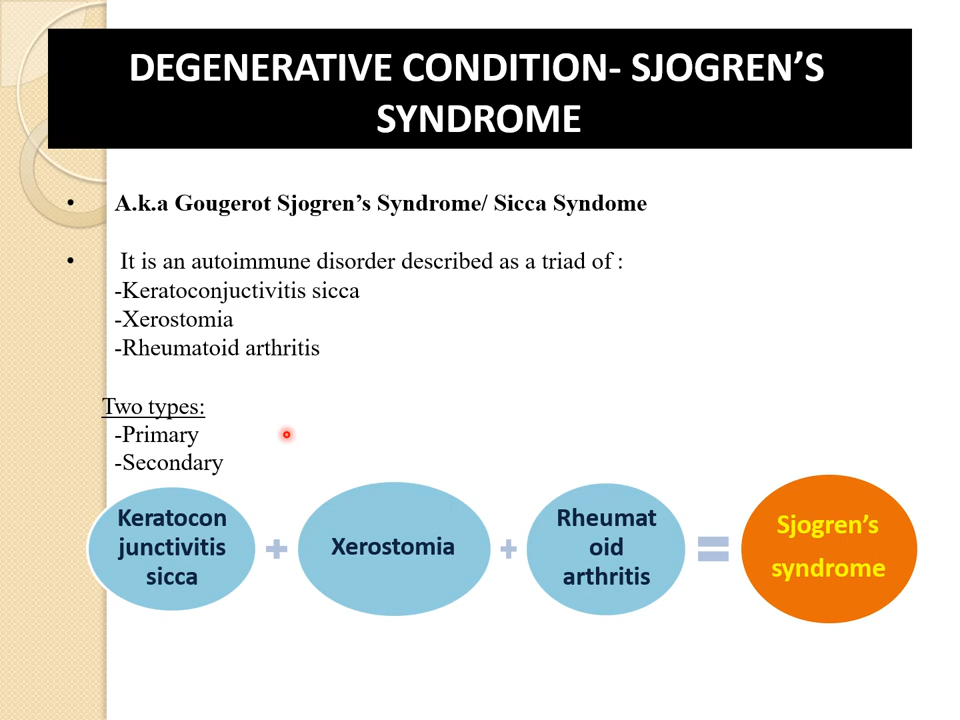 DEGENERATIVE CONDITION- SJOGREN’S
SYNDROME
• A.k.a Gougerot Sjogren’s Syndrome/ Sicca Syndome
• It is an autoimmune disorder described as a triad of :
-Keratoconjuctivitis sicca
-Xerostomia
-Rheumatoid arthritis
Two types:
-Primary
-Secondary
Keratocon
junctivitis
sicca
+
Xerostomia
+
Rheumat
oid
arthritis
=
Sjogren’s
syndrome